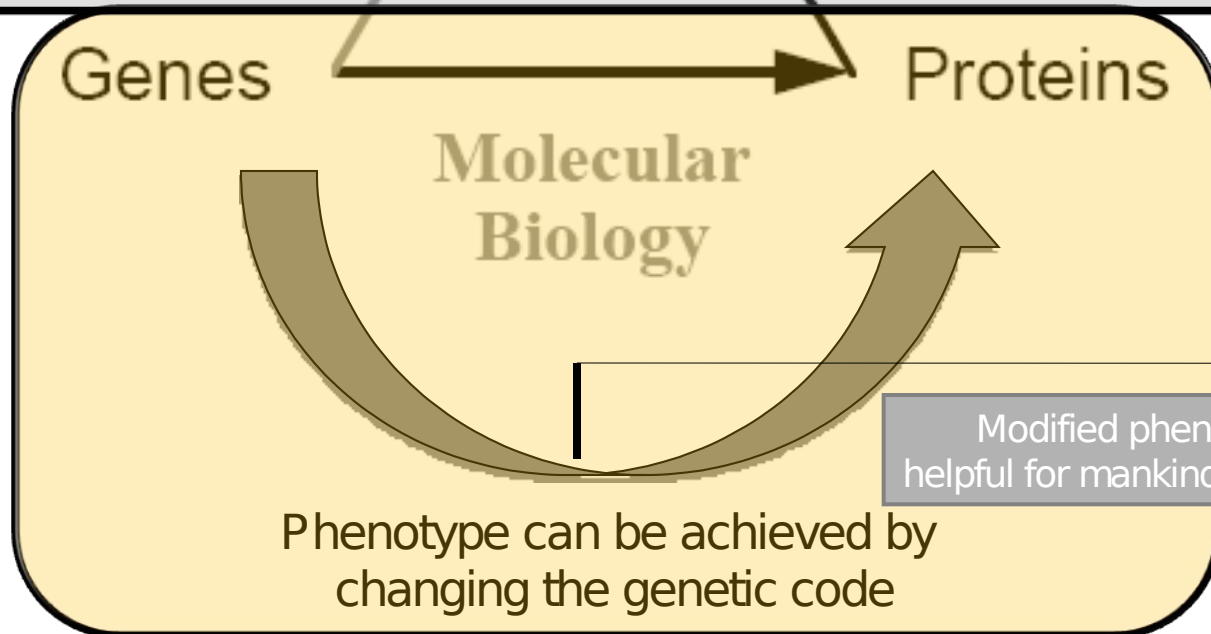 Genes
Proteins
Molecular
Biology
Modified phen
helpful for mankind
Phenotype can be achieved by
changing the genetic code